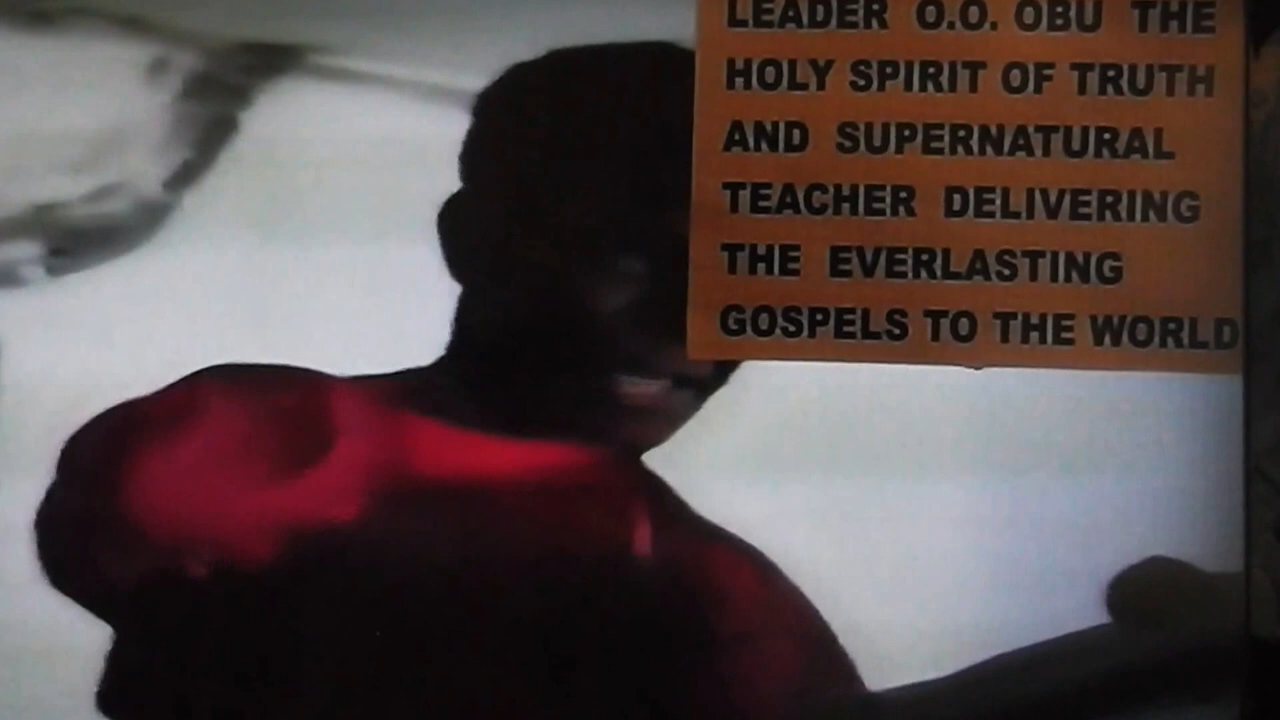 LEADER O.O. OBU THE
HOLY SPIRIT OF TRUTH
AND SUPERNATURAL
TEACHER DELIVERING
THE EVERLASTING
GOSPELS TO THE WORLD